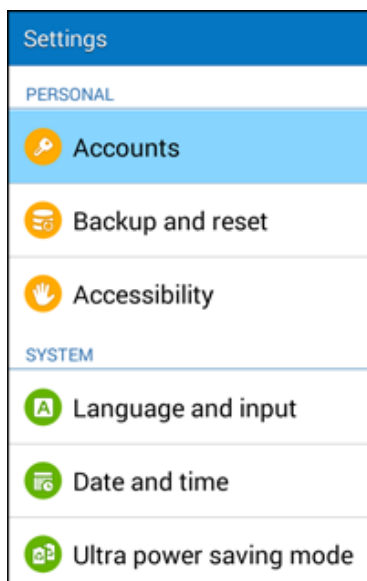 Settings
PERSONAL
Accounts
Backup and reset
Accessibility
SYSTEM
A
Language and input
Date and time
Ultra power saving mode